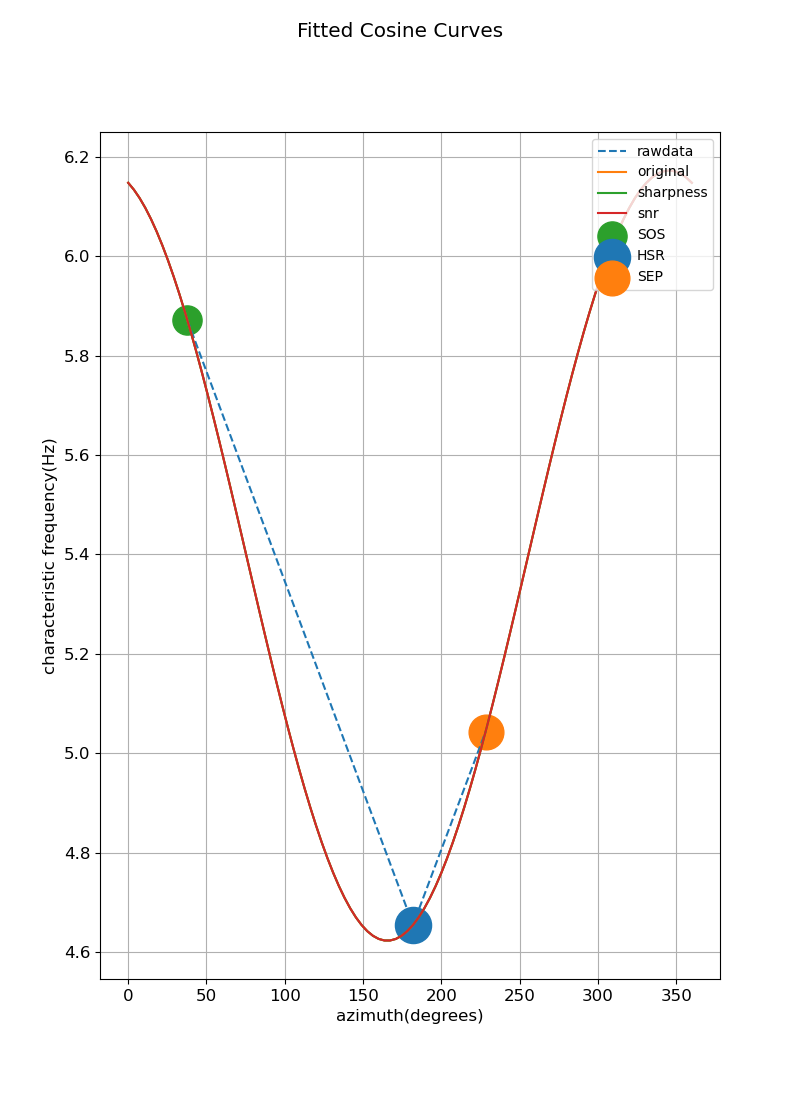 Fitted Cosine Curves
6.2
6.0
5.8
5.6
5.4
5.2
5.0
4.8
4.6
characteristic frequency(Hz)
rawdata
original
sharpness
snr
SOS
HSR
SEP
0 50 100 150 200 250 300 350
azimuth(degrees)